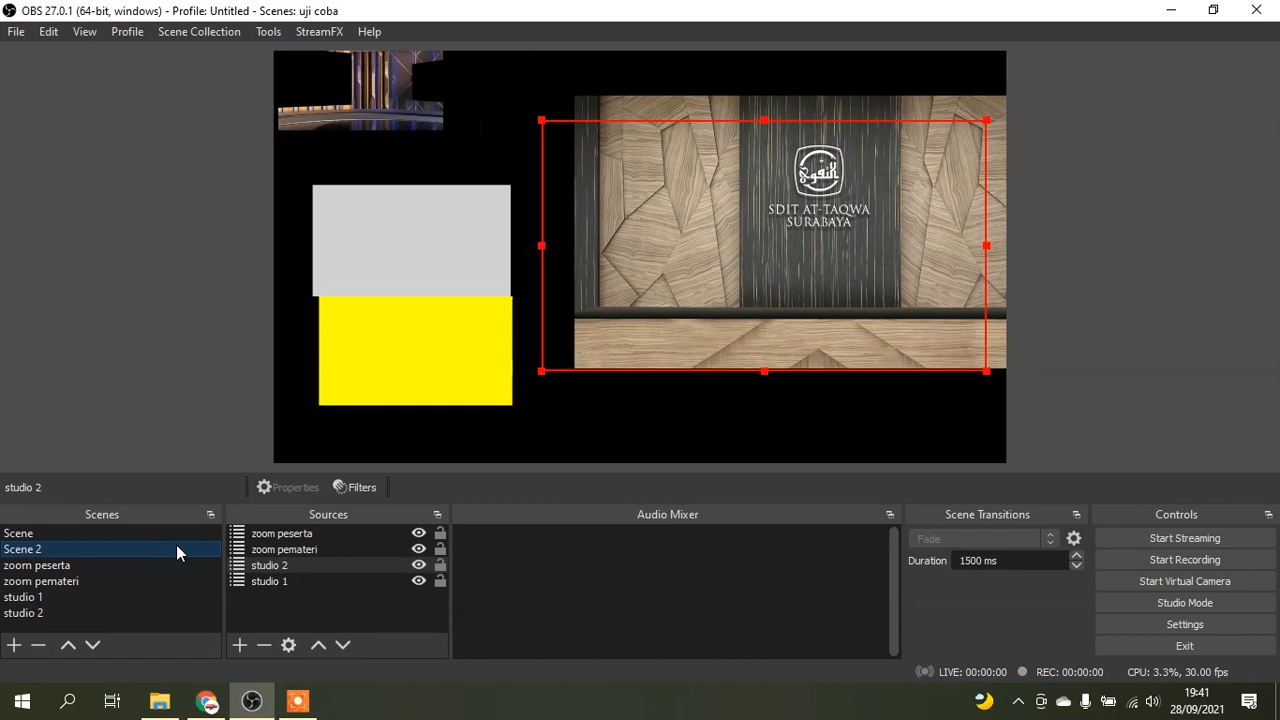 OBS 27.0.1 (64-bit, windows) - Profile: Untitled - Scenes: uji coba
File Edit View Profile Scene Collection Tools StreamFX Help
SDIT AT-TAQWA
SURABAYA
studio 2 Properties Filters
Scenes Sources Audio Mixer Scene Transitions Controls
Scene
Scene 2
zoom peserta
zoom pemateri
studio 1
studio 2
zoom peserta
zoom pemateri
studio 2
studio 1
Fade
Duration 1500 ms
Start Streaming
Start Recording
Start Virtual Camera
Studio Mode
Settings
Exit
LIVE: 00:00:00 REC: 00:00:00 CPU: 3.3%, 30.00 fps
19:41
28/09/2021